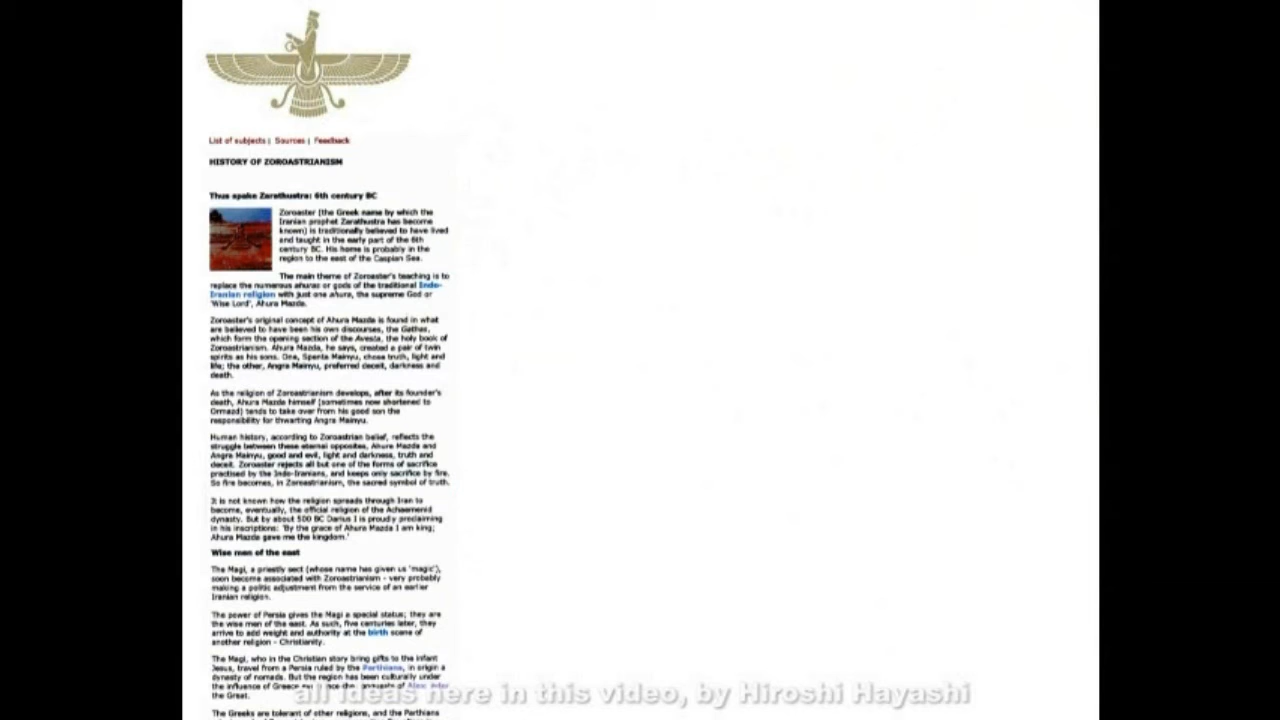 List of subjects | Sources | Feedback
HISTORY OF ZOROASTRIANISM
Thus spake Zarathustra: 6th century BC
Zoroaster (the Greek name by which the
Iranian prophet Zarathustra has become
known) is traditionally believed to have lived
and taught in the early part of the 6th
century BC. His home is probably in the
region to the east of the Caspian Sea.
The main theme of Zoroaster's teaching is to
replace the numerous ahuras or gods of the traditional Indo-
Iranian religion with just one ahura, the supreme God or
'Wise Lord', Ahura Mazda.
Zoroaster's original concept of Ahura Mazda is found in what
are believed to have been his own discourses, the Gathas,
which form the opening section of the Avesta, the holy book of
Zoroastrianism. Ahura Mazda, he says, created a pair of twin
spirits as his sons. One, Spenta Mainyu, chose truth, light and
life; the other, Angra Mainyu, preferred deceit, darkness and
death.
As the religion of Zoroastrianism develops, after its founder's
death, Ahura Mazda himself (sometimes now shortened to
Ormazd) tends to take over from his good son the
responsibility for thwarting Angra Mainyu.
Human history, according to Zoroastrian belief, reflects the
struggle between these eternal opposites, Ahura Mazda and
Angra Mainyu, good and evil, light and darkness, truth and
deceit. Zoroaster rejects all but one of the forms of sacrifice
practised by the Indo-Iranians, and keeps only sacrifice by fire.
So fire becomes, in Zoroastrianism, the sacred symbol of truth.
It is not known how the religion spreads through Iran to
become, eventually, the official religion of the Achaemenid
dynasty. But by about 500 BC Darius I is proudly proclaiming
in his inscriptions: 'By the grace of Ahura Mazda I am king;
Ahura Mazda gave me the kingdom.'
Wise men of the east
The Magi, a priestly sect (whose name has given us 'magic'),
soon become associated with Zoroastrianism - very probably
making a politic adjustment from the service of an earlier
Iranian religion.
The power of Persia gives the Magi a special status; they are
the wise men of the east. As such, five centuries later, they
arrive to add weight and authority at the birth scene of
another religion - Christianity.
The Magi, who in the Christian story bring gifts to the infant
Jesus, travel from a Persia ruled by the Parthians, in origin a
dynasty of nomads. But the region has been culturally under
the influence of Greece
the Great.
all ideas here in this video, by Hiroshi Hayashi
The Greeks are tolerant of other religions, and the Parthians